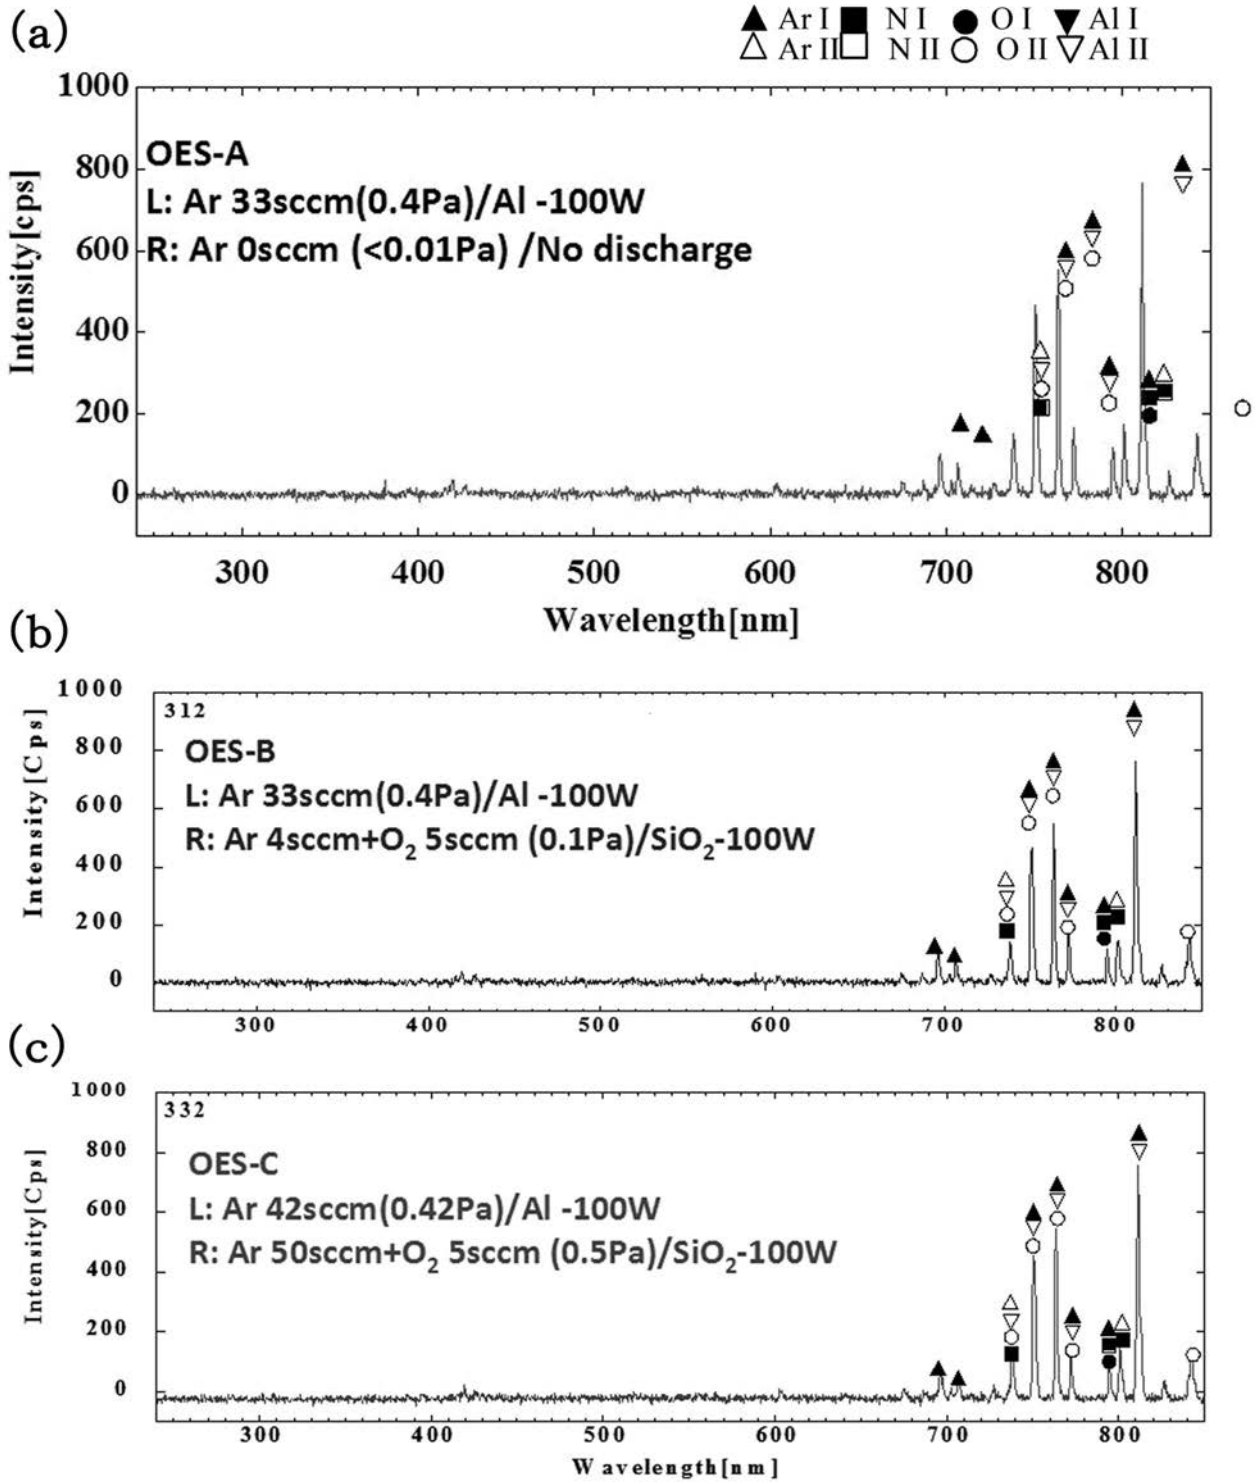 (a)
▲ Ar I ■ N I ● O I ▼ Al I
△ Ar II □ N II ○ O II ▽ Al II
1000
800
600
400
200
0
Intensity[cps]
OES-A
L: Ar 33sccm(0.4Pa)/Al -100W
R: Ar 0sccm (<0.01Pa) /No discharge
300 400 500 600 700 800
Wavelength[nm]
(b)
1000
800
600
400
200
0
Intensity[Cps]
312
OES-B
L: Ar 33sccm(0.4Pa)/Al -100W
R: Ar 4sccm+O₂ 5sccm (0.1Pa)/SiO₂-100W
300 400 500 600 700 800
(c)
1000
800
600
400
200
0
Intensity[Cps]
332
OES-C
L: Ar 42sccm(0.42Pa)/Al -100W
R: Ar 50sccm+O₂ 5sccm (0.5Pa)/SiO₂-100W
300 400 500 600 700 800
Wavelength[nm]